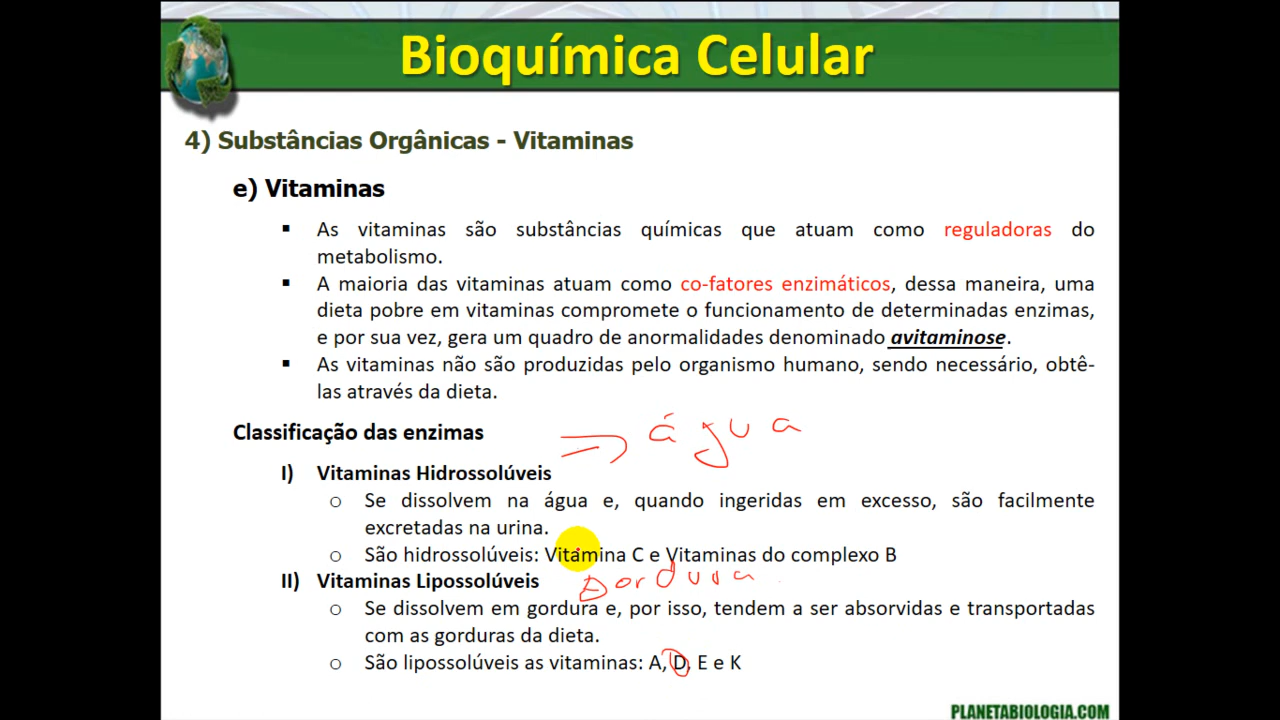 Bioquímica Celular
4) Substâncias Orgânicas - Vitaminas
e) Vitaminas
▪ As vitaminas são substâncias químicas que atuam como reguladoras do
metabolismo.
▪ A maioria das vitaminas atuam como co-fatores enzimáticos, dessa maneira, uma
dieta pobre em vitaminas compromete o funcionamento de determinadas enzimas,
e por sua vez, gera um quadro de anormalidades denominado avitaminose.
▪ As vitaminas não são produzidas pelo organismo humano, sendo necessário, obtê-
las através da dieta.
Classificação das enzimas
água
I) Vitaminas Hidrossolúveis
o Se dissolvem na água e, quando ingeridas em excesso, são facilmente
excretadas na urina.
o São hidrossolúveis: Vitamina C e Vitaminas do complexo B
II) Vitaminas Lipossolúveis
gordura
o Se dissolvem em gordura e, por isso, tendem a ser absorvidas e transportadas
com as gorduras da dieta.
o São lipossolúveis as vitaminas: A, D, E e K
PLANETABIOLOGIA.COM